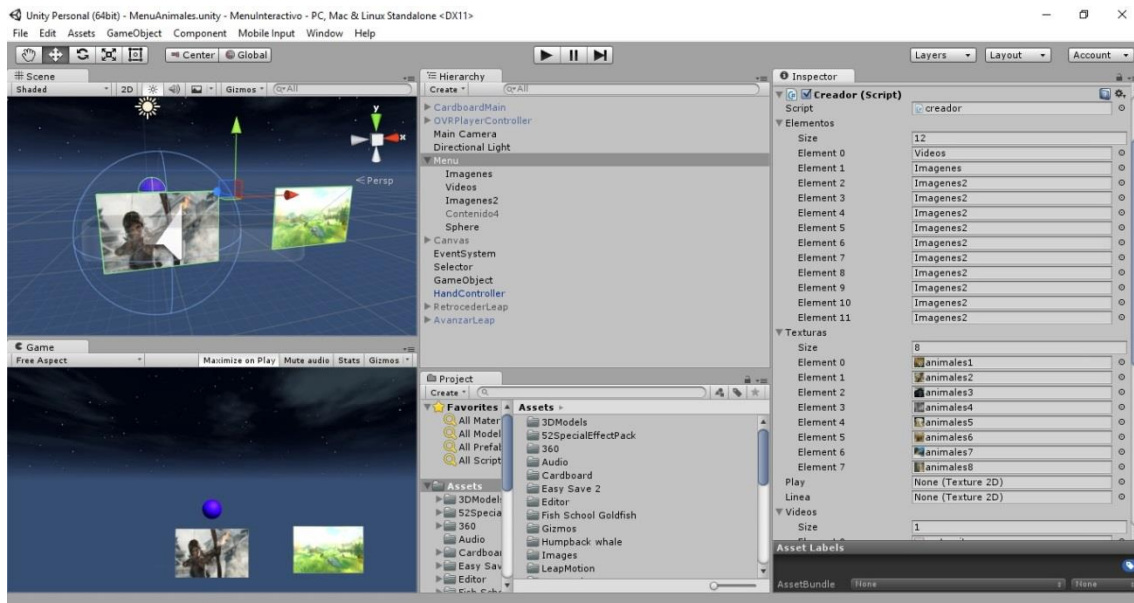 Unity Personal (64bit) - MenuAnimales.unity - MenuInteractivo - PC, Mac & Linux Standalone <DX11>
File Edit Assets GameObject Component Mobile Input Window Help
Center Global
Layers Layout Account
Scene
Shaded 2D Gizmos All
y
x
Persp
Game
Free Aspect Maximize on Play Mute audio Stats Gizmos
Hierarchy
Create All
CardboardMain
OVRPlayerController
Main Camera
Directional Light
Menu
Imagenes
Videos
Imagenes2
Contenido4
Sphere
Canvas
EventSystem
Selector
GameObject
HandController
RetrocederLeap
AvanzarLeap
Project
Create
Favorites
All Mater
All Model
All Prefal
All Script
Assets
3DModel
52Specia
360
Audio
Cardboar
Easy Sav
Editor
Assets
3DModels
52SpecialEffectPack
360
Audio
Cardboard
Easy Save 2
Editor
Fish School Goldfish
Gizmos
Humpback whale
Images
LeapMotion
Inspector
Creador (Script)
Script creador
Elementos
Size 12
Element 0 Videos
Element 1 Imagenes
Element 2 Imagenes2
Element 3 Imagenes2
Element 4 Imagenes2
Element 5 Imagenes2
Element 6 Imagenes2
Element 7 Imagenes2
Element 8 Imagenes2
Element 9 Imagenes2
Element 10 Imagenes2
Element 11 Imagenes2
Texturas
Size 8
Element 0 animales1
Element 1 animales2
Element 2 animales3
Element 3 animales4
Element 4 animales5
Element 5 animales6
Element 6 animales7
Element 7 animales8
Play None (Texture 2D)
Linea None (Texture 2D)
Videos
Size 1
Asset Labels
AssetBundle None None